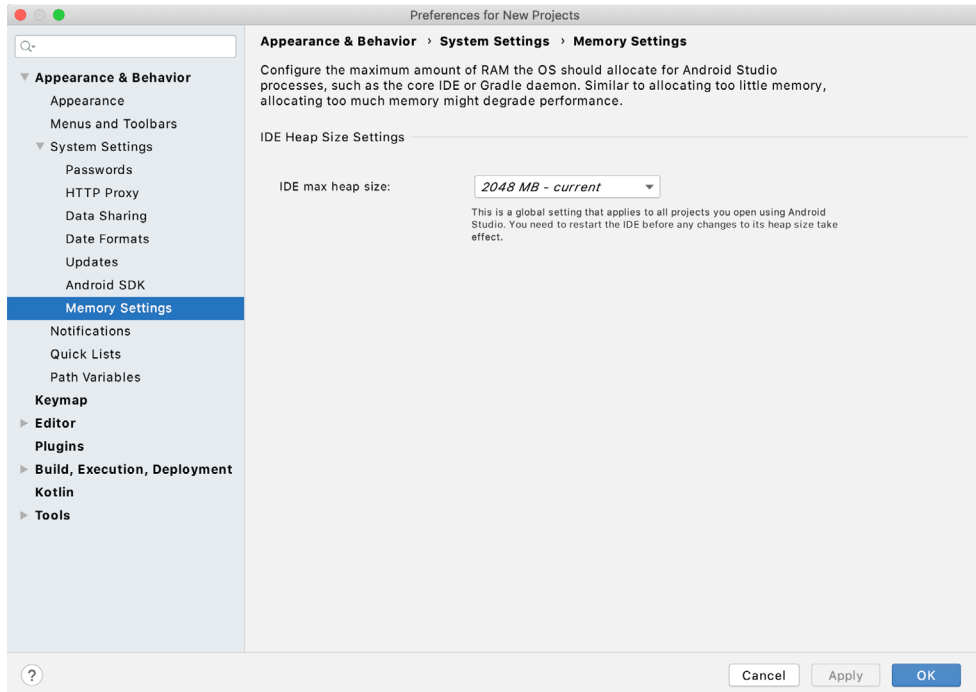 Preferences for New Projects
Appearance & Behavior
Appearance
Menus and Toolbars
System Settings
Passwords
HTTP Proxy
Data Sharing
Date Formats
Updates
Android SDK
Memory Settings
Notifications
Quick Lists
Path Variables
Keymap
Editor
Plugins
Build, Execution, Deployment
Kotlin
Tools
Appearance & Behavior › System Settings › Memory Settings
Configure the maximum amount of RAM the OS should allocate for Android Studio
processes, such as the core IDE or Gradle daemon. Similar to allocating too little memory,
allocating too much memory might degrade performance.
IDE Heap Size Settings
IDE max heap size: 2048 MB - current
This is a global setting that applies to all projects you open using Android
Studio. You need to restart the IDE before any changes to its heap size take
effect.
? Cancel Apply OK